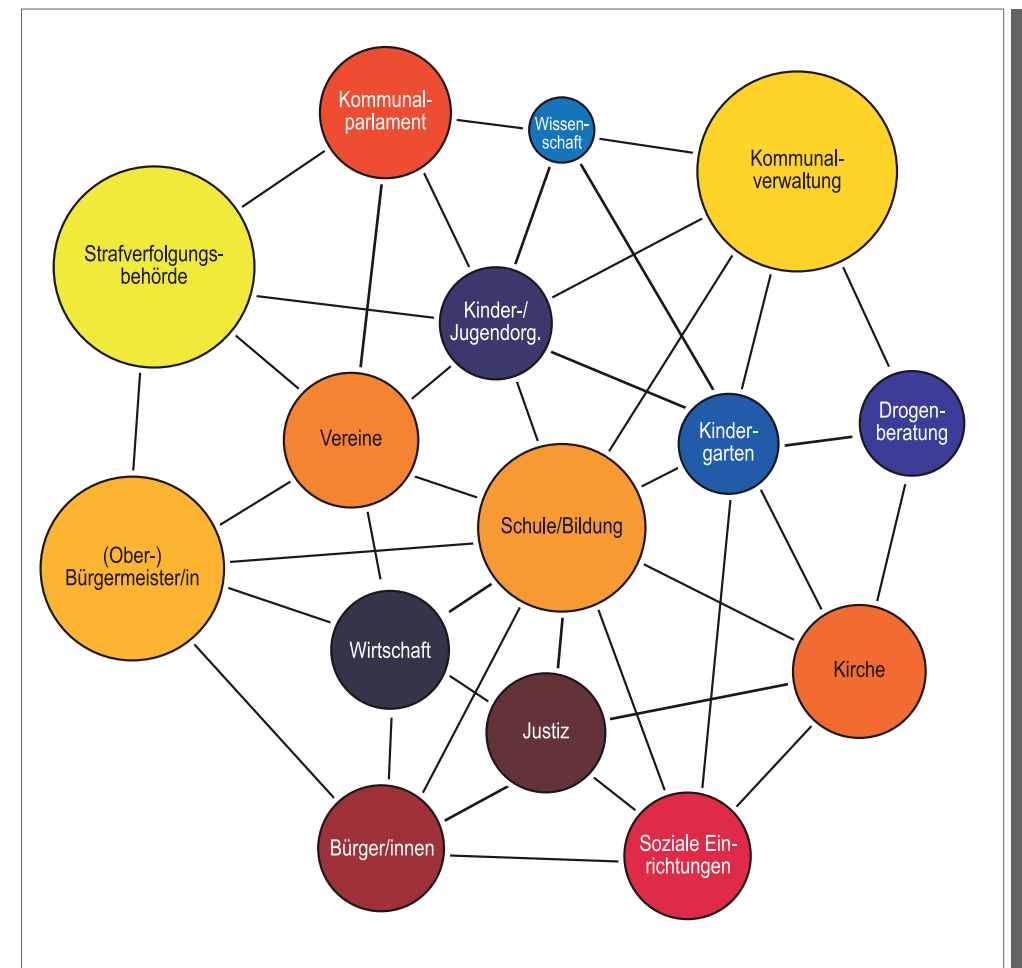 Kommunal-
parlament
Wissen-
schaft
Kommunal-
verwaltung
Strafverfolgungs-
behörde
Kinder-/
Jugendorg.
Vereine
Kinder-
garten
Drogen-
beratung
Schule/Bildung
(Ober-)
Bürgermeister/in
Wirtschaft
Kirche
Justiz
Bürger/innen
Soziale Ein-
richtungen